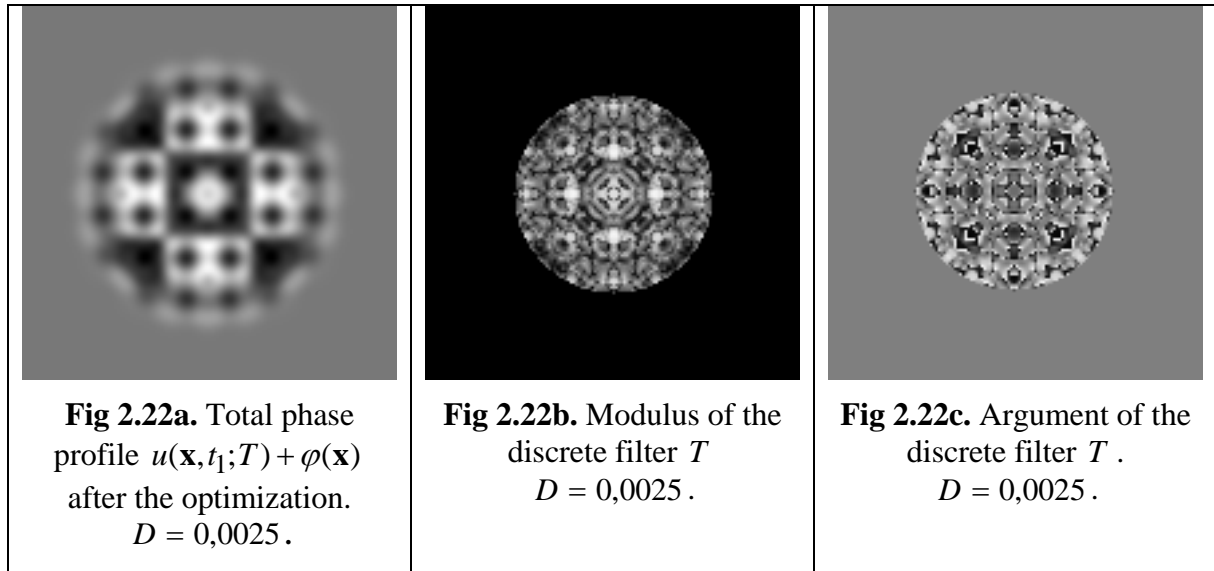 Fig 2.22a. Total phase
profile u(x,t₁;T)+φ(x)
after the optimization.
D = 0,0025.
Fig 2.22b. Modulus of the
discrete filter T
D = 0,0025.
Fig 2.22c. Argument of the
discrete filter T .
D = 0,0025.